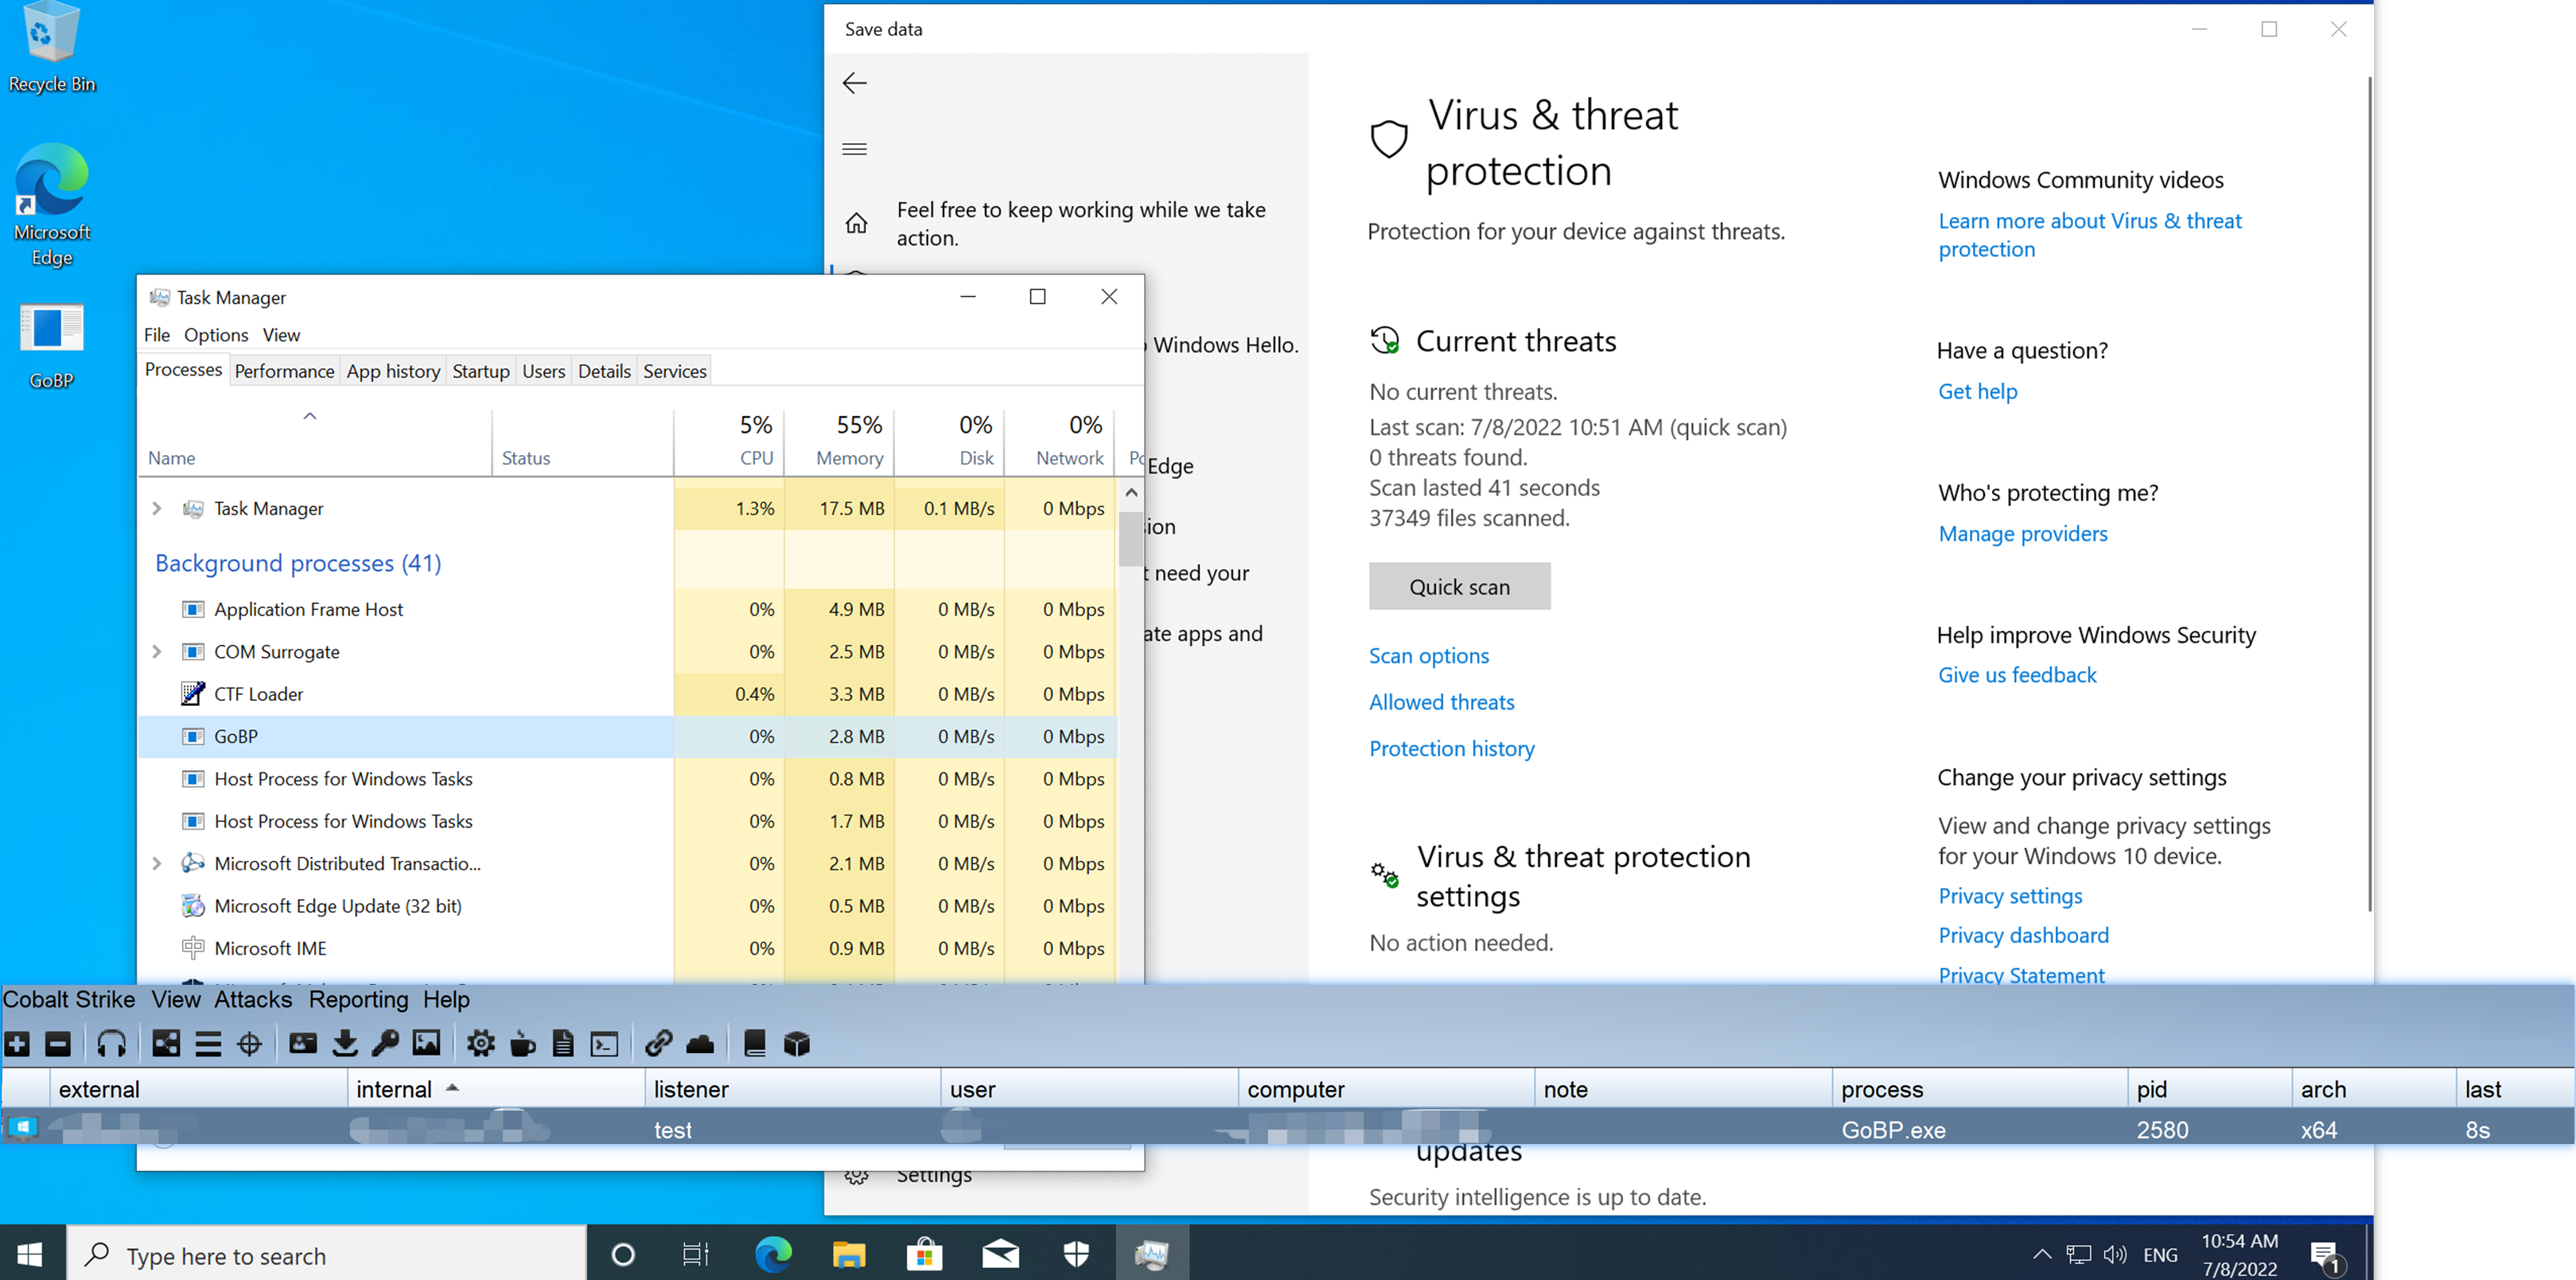 Recycle Bin
Microsoft
Edge
GoBP
Save data
Feel free to keep working while we take
action.
Windows Hello.
Edge
need your
apps and
Settings
Task Manager
File Options View
Processes Performance App history Startup Users Details Services
5% 55% 0% 0%
Name Status CPU Memory Disk Network
Task Manager 1.3% 17.5 MB 0.1 MB/s 0 Mbps
Background processes (41)
Application Frame Host 0% 4.9 MB 0 MB/s 0 Mbps
COM Surrogate 0% 2.5 MB 0 MB/s 0 Mbps
CTF Loader 0.4% 3.3 MB 0 MB/s 0 Mbps
GoBP 0% 2.8 MB 0 MB/s 0 Mbps
Host Process for Windows Tasks 0% 0.8 MB 0 MB/s 0 Mbps
Host Process for Windows Tasks 0% 1.7 MB 0 MB/s 0 Mbps
Microsoft Distributed Transactio... 0% 2.1 MB 0 MB/s 0 Mbps
Microsoft Edge Update (32 bit) 0% 0.5 MB 0 MB/s 0 Mbps
Microsoft IME 0% 0.9 MB 0 MB/s 0 Mbps
Virus & threat
protection
Protection for your device against threats.
Current threats
No current threats.
Last scan: 7/8/2022 10:51 AM (quick scan)
0 threats found.
Scan lasted 41 seconds
37349 files scanned.
Quick scan
Scan options
Allowed threats
Protection history
Virus & threat protection
settings
No action needed.
updates
Security intelligence is up to date.
Windows Community videos
Learn more about Virus & threat
protection
Have a question?
Get help
Who's protecting me?
Manage providers
Help improve Windows Security
Give us feedback
Change your privacy settings
View and change privacy settings
for your Windows 10 device.
Privacy settings
Privacy dashboard
Privacy Statement
Cobalt Strike View Attacks Reporting Help
external internal listener user computer note process pid arch last
test GoBP.exe 2580 x64 8s
Type here to search
ENG
10:54 AM
7/8/2022
1